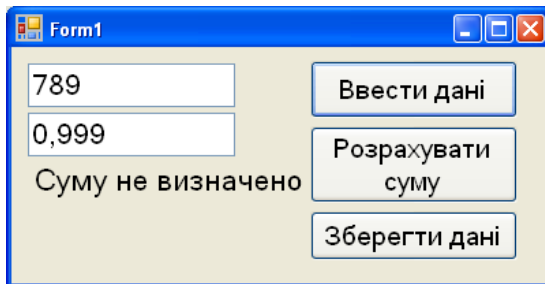 Form1
789
0,999
Суму не визначено
Ввести дані
Розрахувати
суму
Зберегти дані